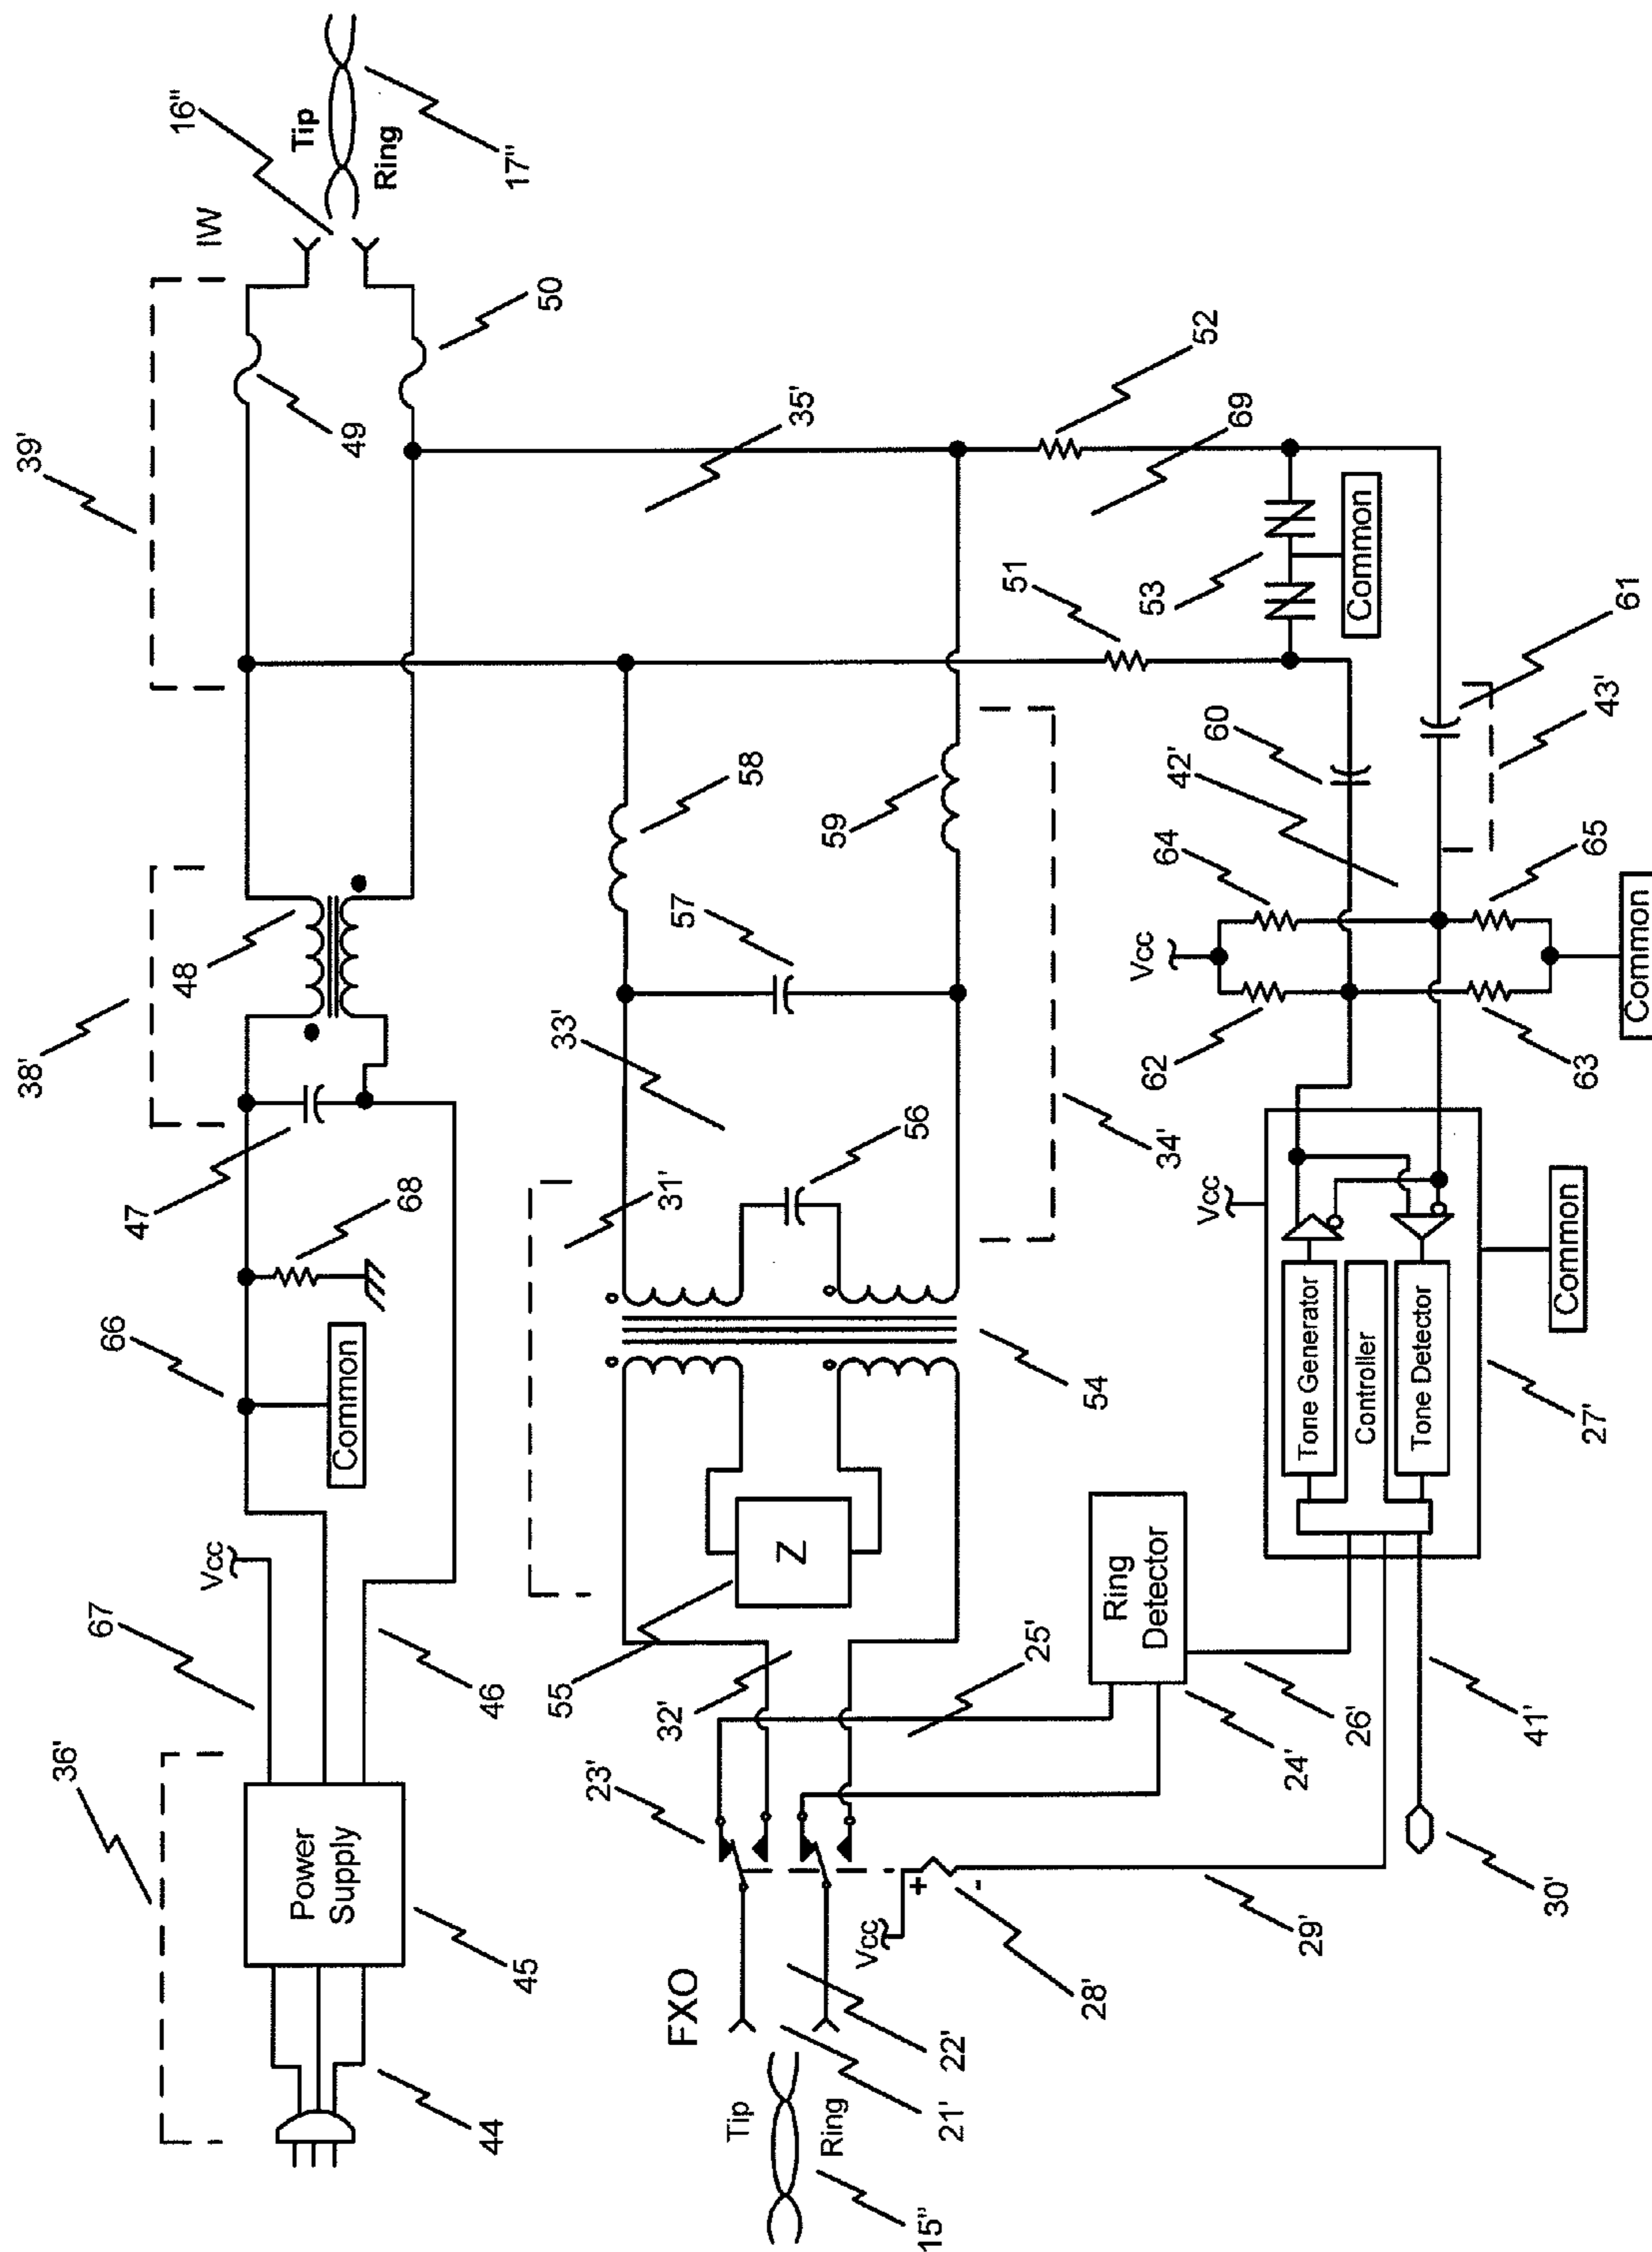 39'
16"
Tip
Ring
IW
17"
38'
48
49
50
35'
52
69
36'
67
Vcc
66
Common
68
47
Power
Supply
45
44
46
31'
33'
57
58
59
51
53
Common
56
34'
54
Z
55
32'
23'
25'
FXO
Tip
Ring
15"
21'
22'
Vcc
+
-
28'
29'
24'
Ring
Detector
26'
41'
30'
Vcc
Tone Generator
Controller
Tone Detector
27'
Common
62
64
Vcc
42'
60
61
43'
65
63
Common